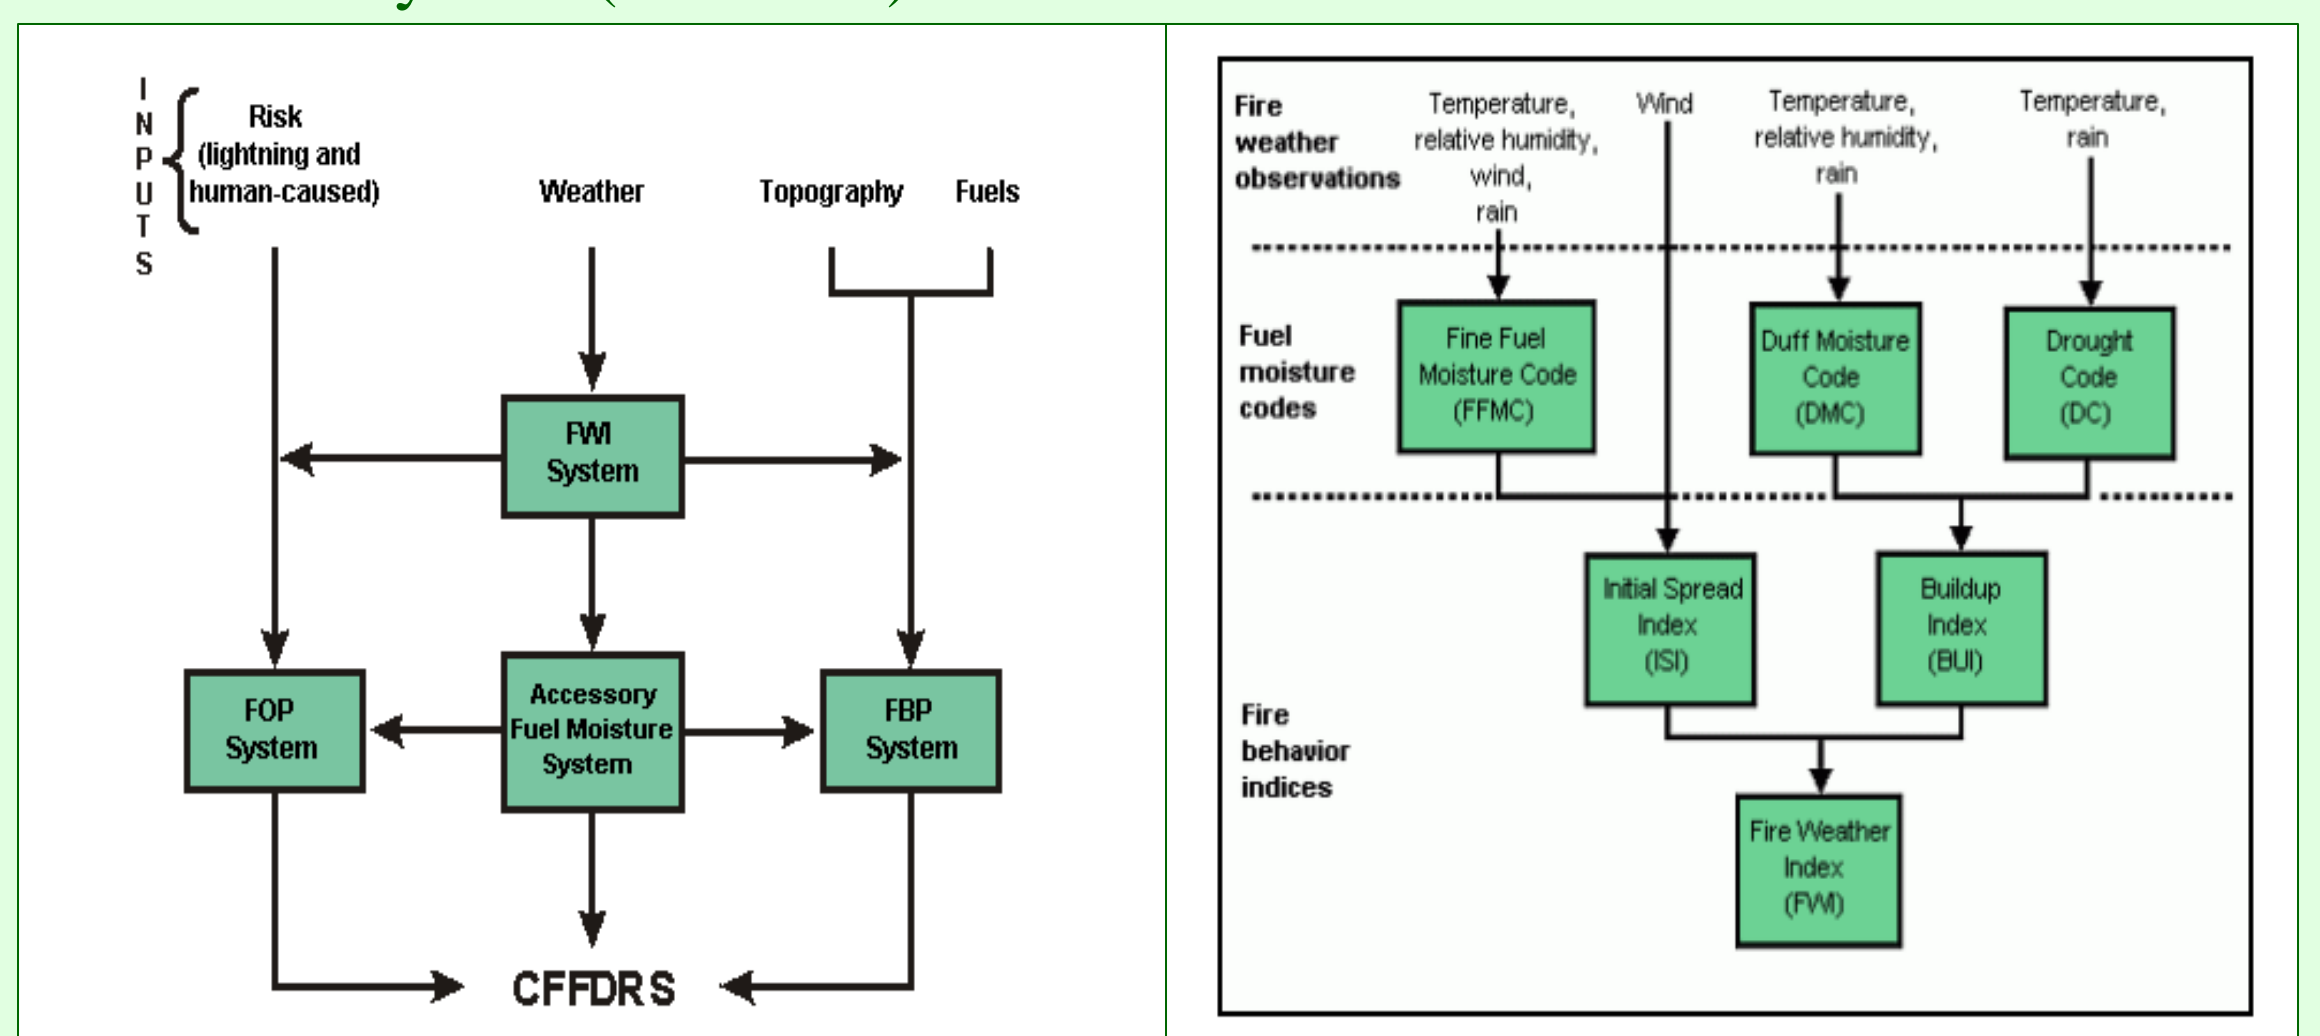 INPUTS
Risk
(lightning and
human-caused)
Weather
Topography
Fuels
FWI
System
FOP
System
Accessory
Fuel Moisture
System
FBP
System
CFFDRS
Fire
weather
observations
Temperature,
relative humidity,
wind,
rain
Wind
Temperature,
relative humidity,
rain
Temperature,
rain
Fuel
moisture
codes
Fine Fuel
Moisture Code
(FFMC)
Duff Moisture
Code
(DMC)
Drought
Code
(DC)
Fire
behavior
indices
Initial Spread
Index
(ISI)
Buildup
Index
(BUI)
Fire Weather
Index
(FWI)